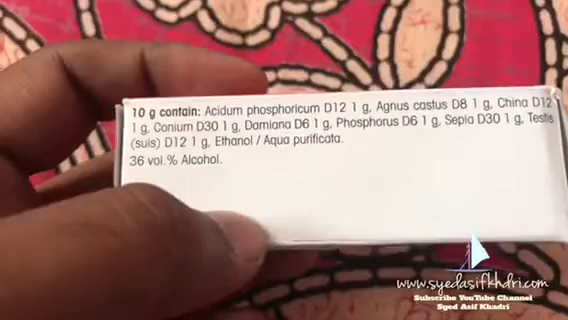 10 g contain: Acidum phosphoricum D12 1 g, Agnus castus D8 1 g, China D12
1 g, Conium D30 1 g, Damiana D6 1 g, Phosphorus D6 1 g, Sepia D30 1 g, Testis
(suis) D12 1 g, Ethanol / Aqua purificata.
36 vol.% Alcohol.
www.syedasifkhdri.com
Subscribe YouTube Channel
Syed Asif Khadri